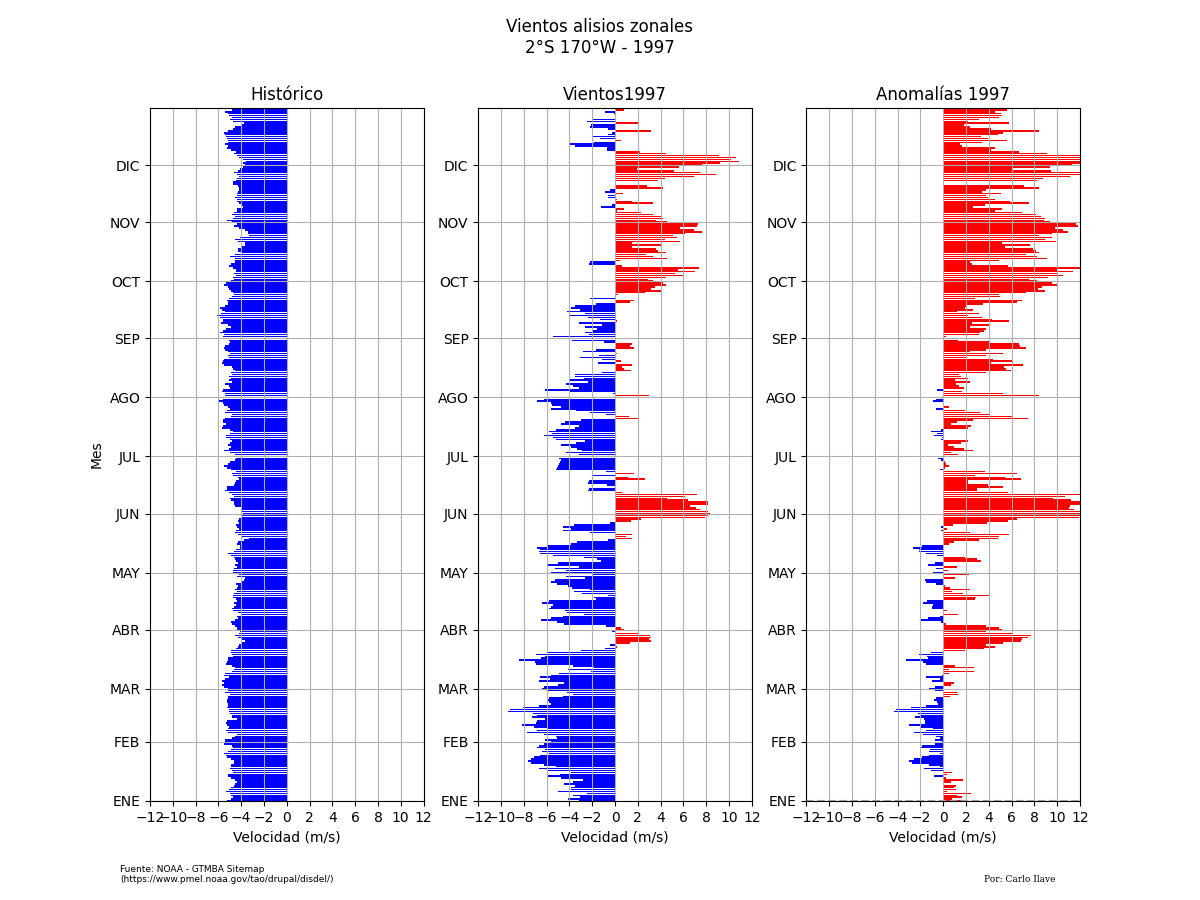 Vientos alisios zonales
2°S 170°W - 1997
Histórico
Vientos1997
Anomalías 1997
Mes
DIC
NOV
OCT
SEP
AGO
JUL
JUN
MAY
ABR
MAR
FEB
ENE
−12 −10 −8 −6 −4 −2 0 2 4 6 8 10 12
Velocidad (m/s)
DIC
NOV
OCT
SEP
AGO
JUL
JUN
MAY
ABR
MAR
FEB
ENE
−12 −10 −8 −6 −4 −2 0 2 4 6 8 10 12
Velocidad (m/s)
DIC
NOV
OCT
SEP
AGO
JUL
JUN
MAY
ABR
MAR
FEB
ENE
−12 −10 −8 −6 −4 −2 0 2 4 6 8 10 12
Velocidad (m/s)
Fuente: NOAA - GTMBA Sitemap
(https://www.pmel.noaa.gov/tao/drupal/disdel/)
Por: Carlo Ilave